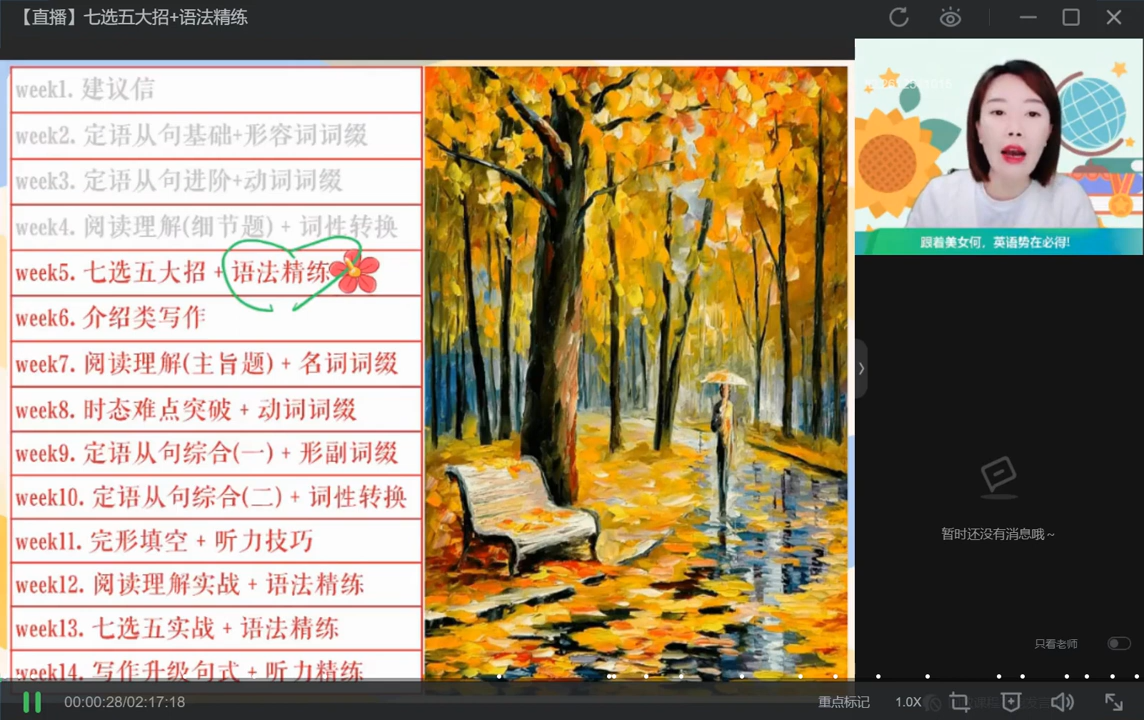 【直播】七选五大招+语法精练
week1. 建议信
week2. 定语从句基础+形容词词缀
week3. 定语从句进阶+动词词缀
week4. 阅读理解(细节题) + 词性转换
week5. 七选五大招 + 语法精练
week6. 介绍类写作
week7. 阅读理解(主旨题) + 名词词缀
week8. 时态难点突破 + 动词词缀
week9. 定语从句综合(一) + 形副词缀
week10. 定语从句综合(二) + 词性转换
week11. 完形填空 + 听力技巧
week12. 阅读理解实战 + 语法精练
week13. 七选五实战 + 语法精练
week14. 写作升级句式 + 听力精练
跟着美女何，英语势在必得!
暂时还没有消息哦~
只看老师
00:00:28/02:17:18
重点标记
1.0X